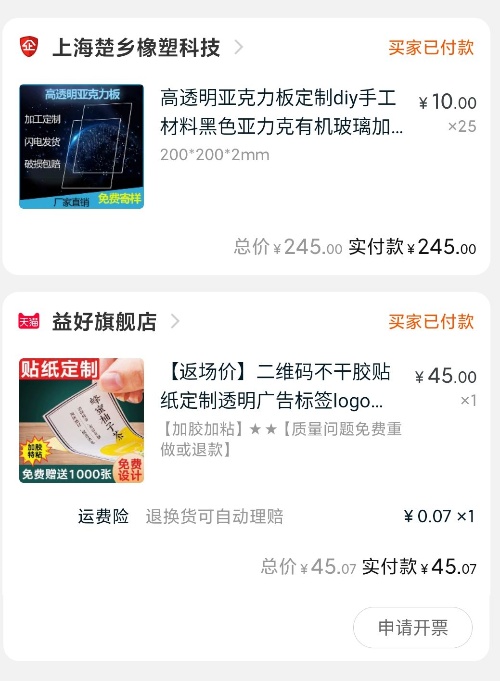 企
上海楚乡橡塑科技
买家已付款
高透明亚克力板
加工定制
闪电发货
破损包赔
厂家直销
免费寄样
高透明亚克力板定制diy手工
材料黑色亚力克有机玻璃加...
200*200*2mm
¥10.00
×25
总价¥245.00 实付款¥245.00
天猫
益好旗舰店
买家已付款
贴纸定制
加胶
特粘
免费赠送1000张
免费
设计
【返场价】二维码不干胶贴
纸定制透明广告标签logo...
【加胶加粘】★★【质量问题免费重
做或退款】
¥45.00
×1
运费险 退换货可自动理赔 ¥0.07 ×1
总价¥45.07 实付款¥45.07
申请开票